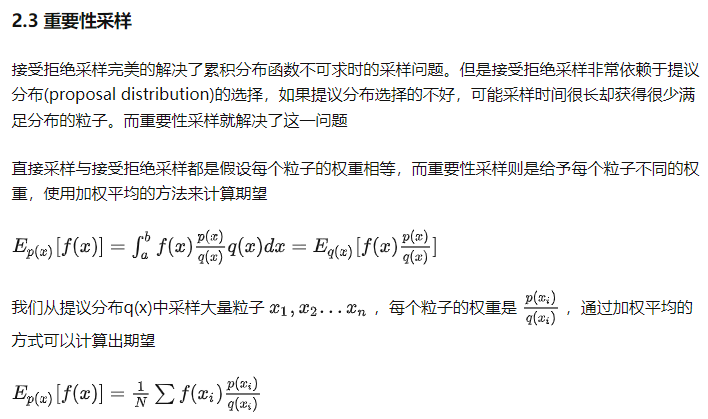 2.3 重要性采样
接受拒绝采样完美的解决了累积分布函数不可求时的采样问题。但是接受拒绝采样非常依赖于提议
分布(proposal distribution)的选择，如果提议分布选择的不好，可能采样时间很长却获得很少满
足分布的粒子。而重要性采样就解决了这一问题
直接采样与接受拒绝采样都是假设每个粒子的权重相等，而重要性采样则是给予每个粒子不同的权
重，使用加权平均的方法来计算期望
$E_{p(x)}[f(x)] = \int_a^b f(x)\frac{p(x)}{q(x)}q(x)dx = E_{q(x)}[f(x)\frac{p(x)}{q(x)}]$
我们从提议分布q(x)中采样大量粒子 $x_1, x_2 \ldots x_n$ ，每个粒子的权重是 $\frac{p(x_i)}{q(x_i)}$ ，通过加权平均的
方式可以计算出期望
$E_{p(x)}[f(x)] = \frac{1}{N}\sum f(x_i)\frac{p(x_i)}{q(x_i)}$